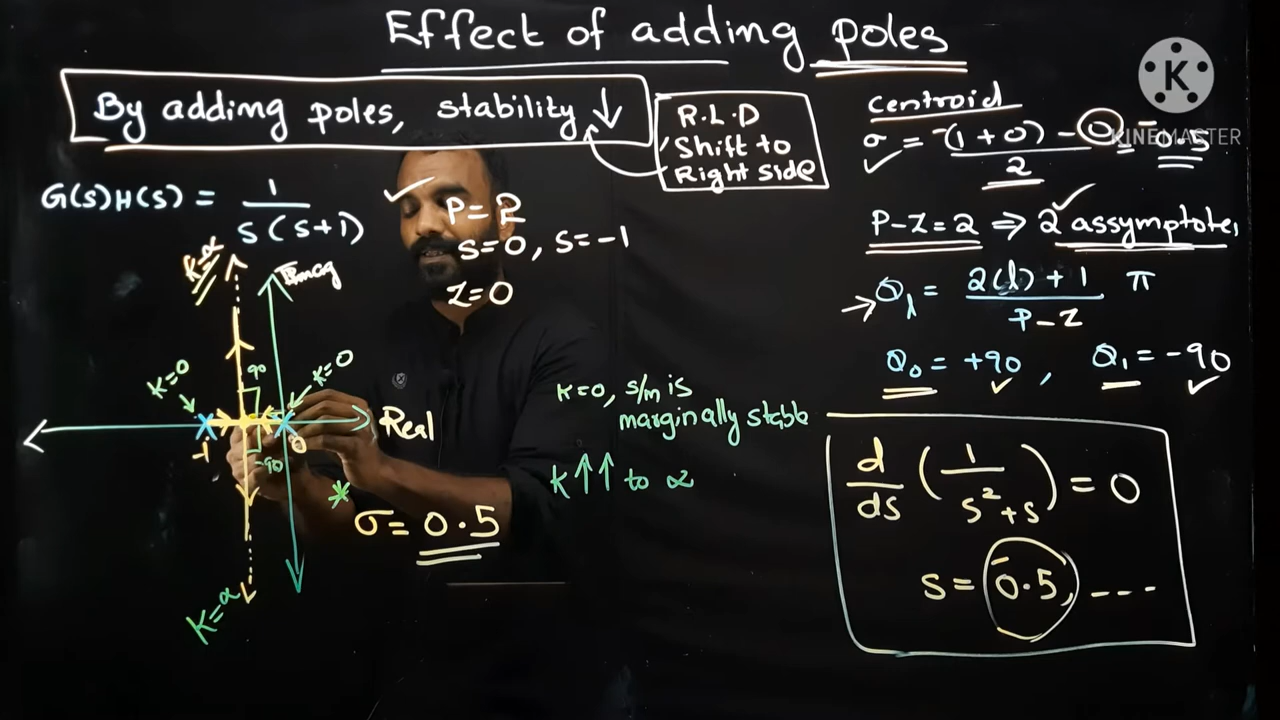 Effect of adding poles
By adding poles, stability ↓
R.L.D
Shift to
Right side
G(s)H(s) = 1 / s(s+1)
P=2
s=0, s=-1
Z=0
K=α
Imag
K=0
K=0
90
-1
0
-90
Real
K=α
σ= 0.5
K=0, s/m is
marginally stable
K↑↑ to α
centroid
σ = -(1+0) - 0 / 2 = -0.5
P-Z=2 ⇒ 2 assymptotes
θl = 2(l)+1 / P-Z π
θ0 = +90, θ1 = -90
d/ds (1 / s²+s) = 0
s= -0.5, ---
K
KINEMASTER